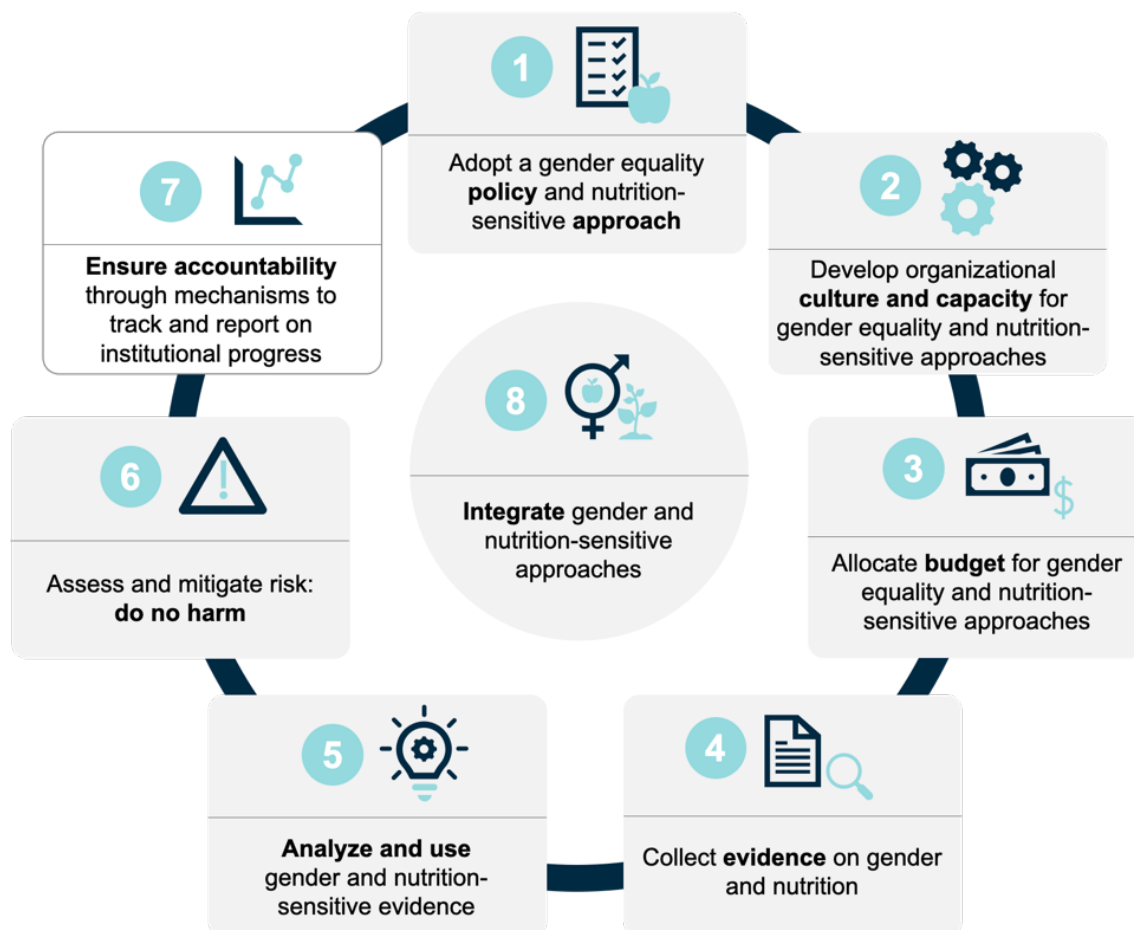 1
Adopt a gender equality
policy and nutrition-
sensitive approach
2
Develop organizational
culture and capacity for
gender equality and nutrition-
sensitive approaches
3
$
Allocate budget for gender
equality and nutrition-
sensitive approaches
4
Collect evidence on gender
and nutrition
5
Analyze and use
gender and nutrition-
sensitive evidence
6
!
Assess and mitigate risk:
do no harm
7
Ensure accountability
through mechanisms to
track and report on
institutional progress
8
Integrate gender and
nutrition-sensitive
approaches